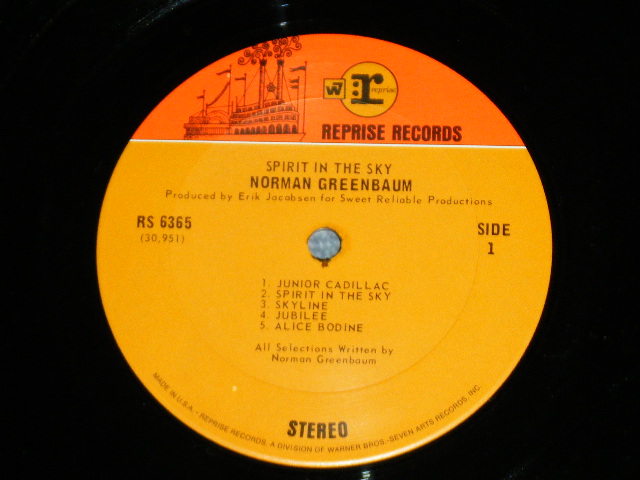 W7 r: reprise
REPRISE RECORDS
SPIRIT IN THE SKY
NORMAN GREENBAUM
Produced by Erik Jacobsen for Sweet Reliable Productions
RS 6365
(30,951)
SIDE
1
1. JUNIOR CADILLAC
2. SPIRIT IN THE SKY
3. SKYLINE
4. JUBILEE
5. ALICE BODINE
All Selections Written by
Norman Greenbaum
STEREO
MADE IN U.S.A. - REPRISE RECORDS, A DIVISION OF WARNER BROS.-SEVEN ARTS RECORDS, INC.